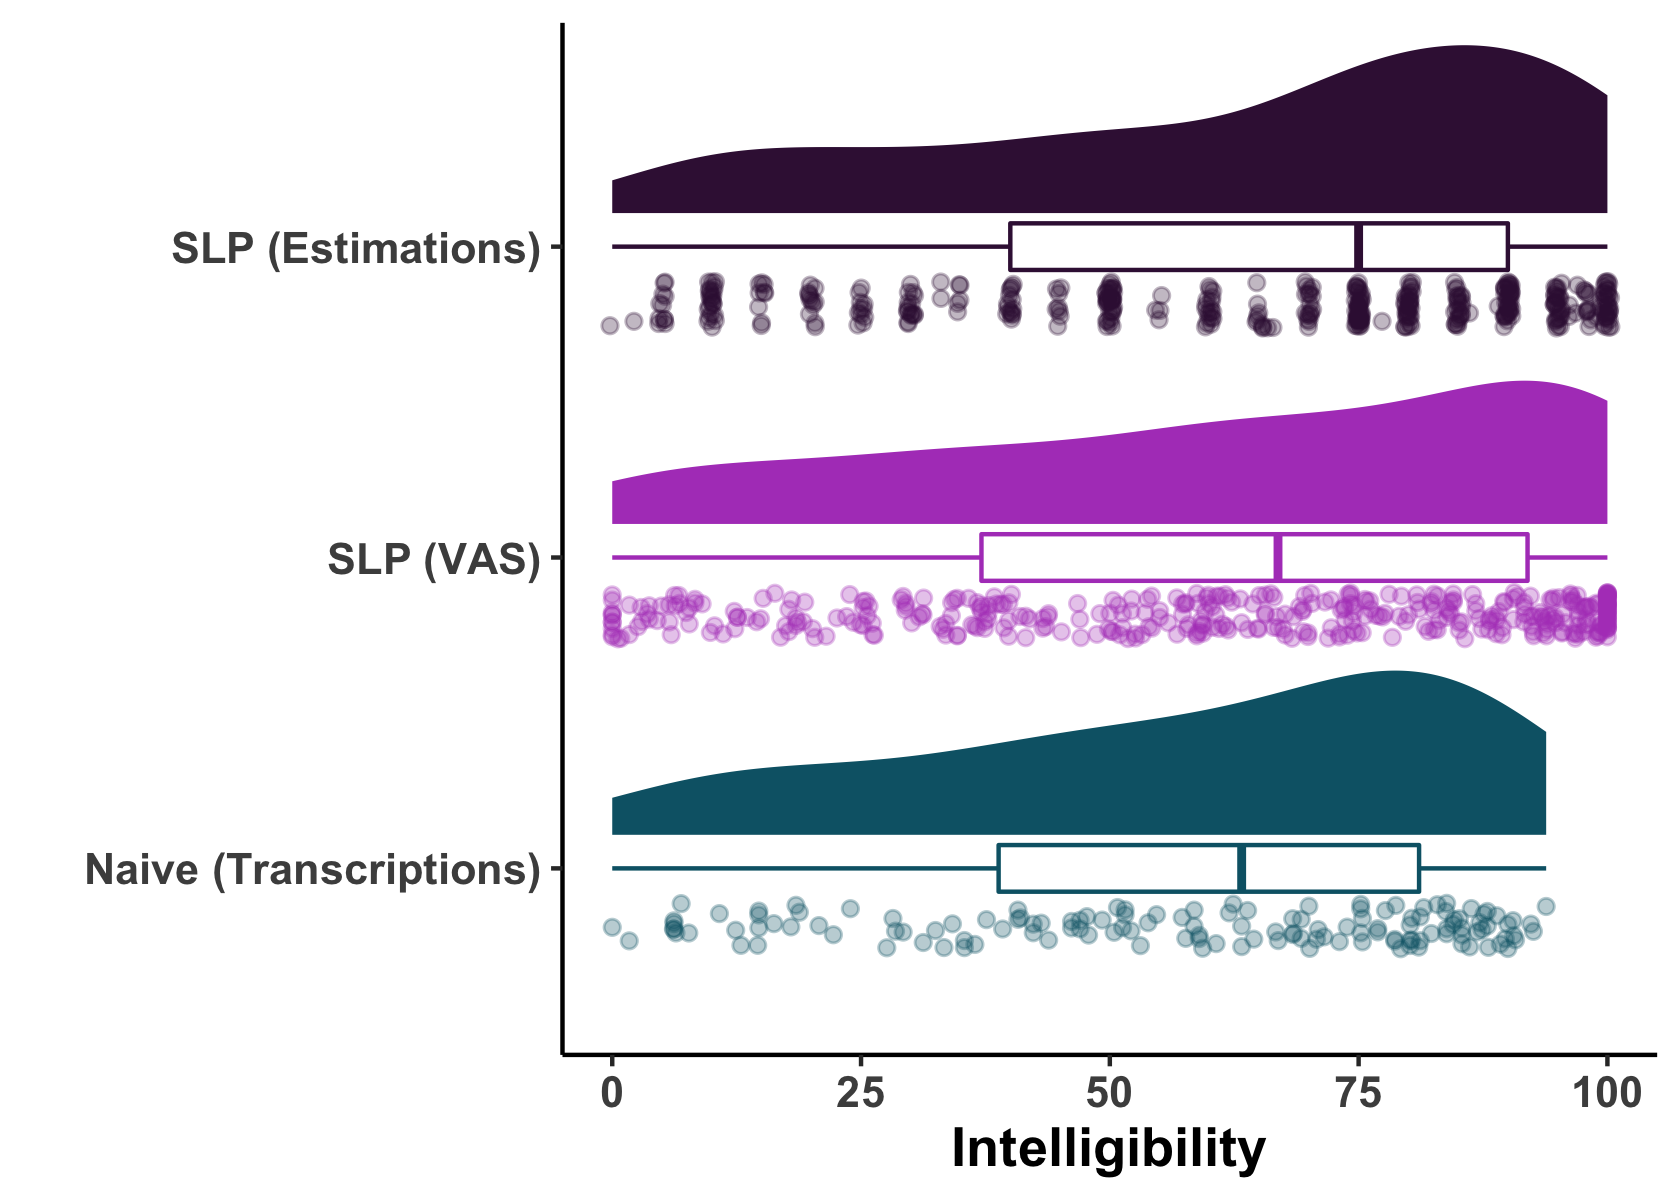 SLP (Estimations)
SLP (VAS)
Naive (Transcriptions)
0 25 50 75 100
Intelligibility